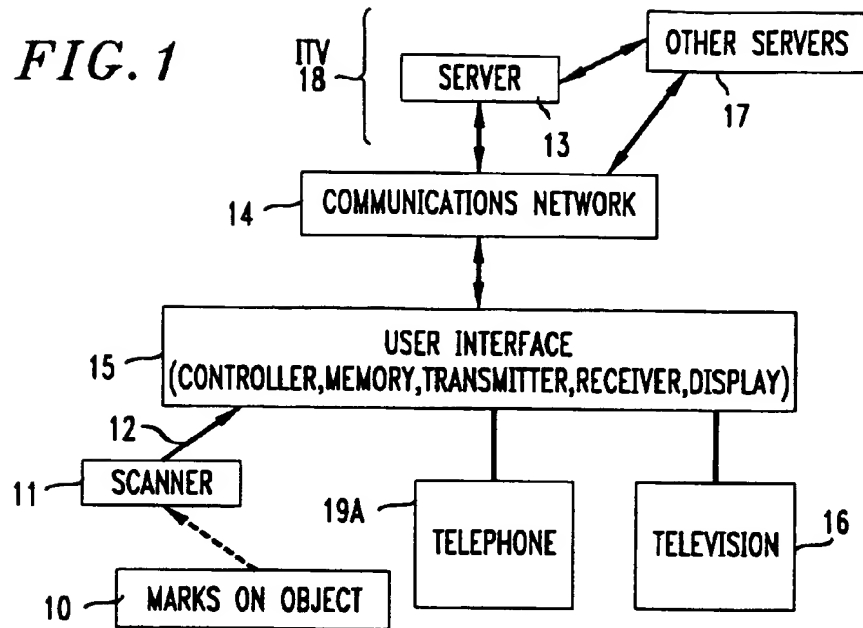 FIG. 1
ITV
18
SERVER
13
OTHER SERVERS
17
14
COMMUNICATIONS NETWORK
15
USER INTERFACE
(CONTROLLER,MEMORY,TRANSMITTER,RECEIVER,DISPLAY)
12
11
SCANNER
10
MARKS ON OBJECT
19A
TELEPHONE
TELEVISION
16